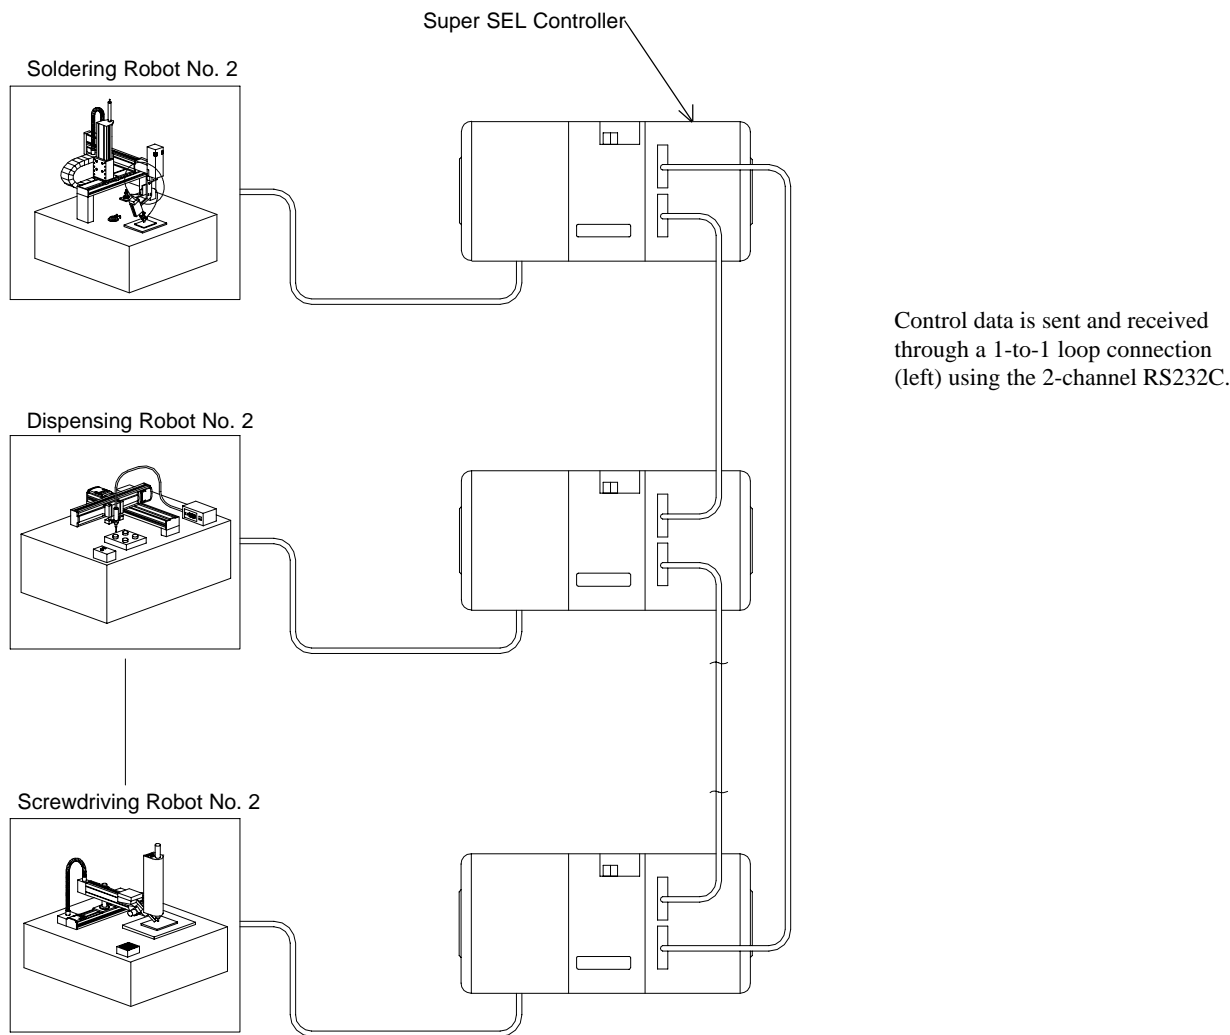 Super SEL Controller
Soldering Robot No. 2
Control data is sent and received
through a 1-to-1 loop connection
(left) using the 2-channel RS232C.
Dispensing Robot No. 2
Screwdriving Robot No. 2